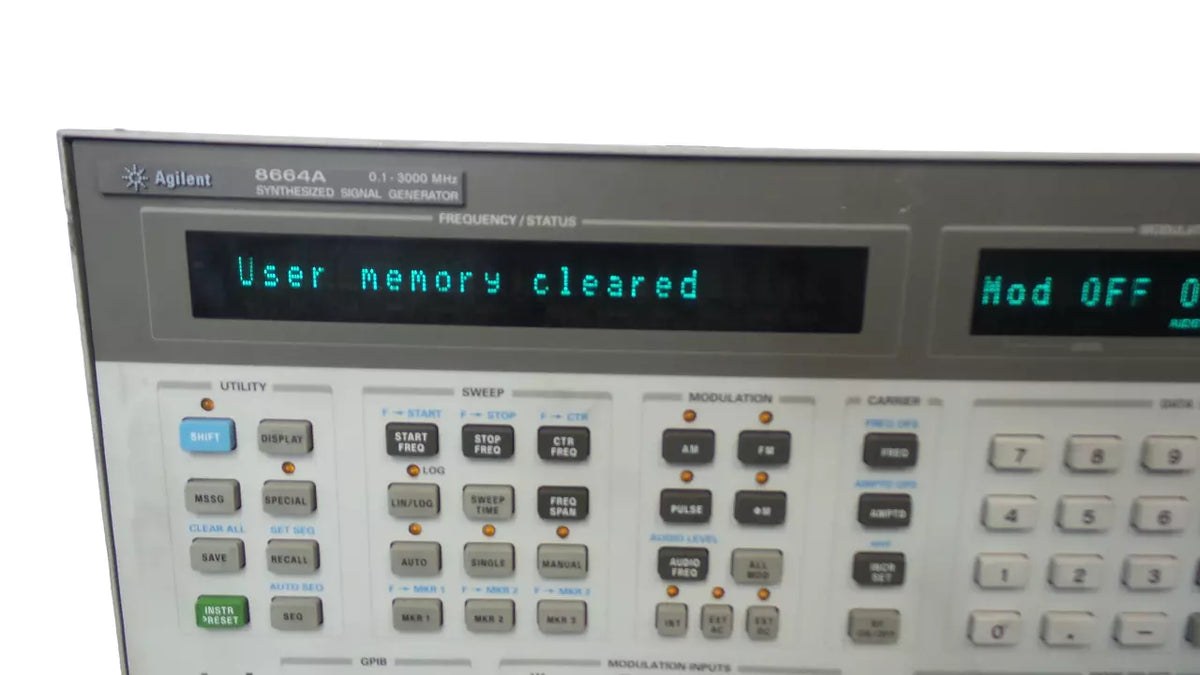 Agilent
8664A 0.1 - 3000 MHz
SYNTHESIZED SIGNAL GENERATOR
FREQUENCY / STATUS
User memory cleared
Mod OFF
UTILITY
SHIFT DISPLAY
MSSG SPECIAL
CLEAR ALL SET SEQ
SAVE RECALL
AUTO SEQ
INSTR PRESET SEQ
SWEEP
F → START F → STOP F → CTR
START FREQ STOP FREQ CTR FREQ
LOG
LIN/LOG SWEEP TIME FREQ SPAN
AUTO SINGLE MANUAL
F → MKR 1 F → MKR 2 F → MKR 3
MKR 1 MKR 2 MKR 3
MODULATION
AM FM
PULSE ΦM
AUDIO LEVEL
AUDIO FREQ ALL MOD
INT EXT AC EXT DC
CARRIER
FREQ OFS
FREQ
AMPTD OFS
AMPTD
INCR SET
DATA
7 8 9
4 5 6
1 2 3
0 . −
GPIB
MODULATION INPUTS